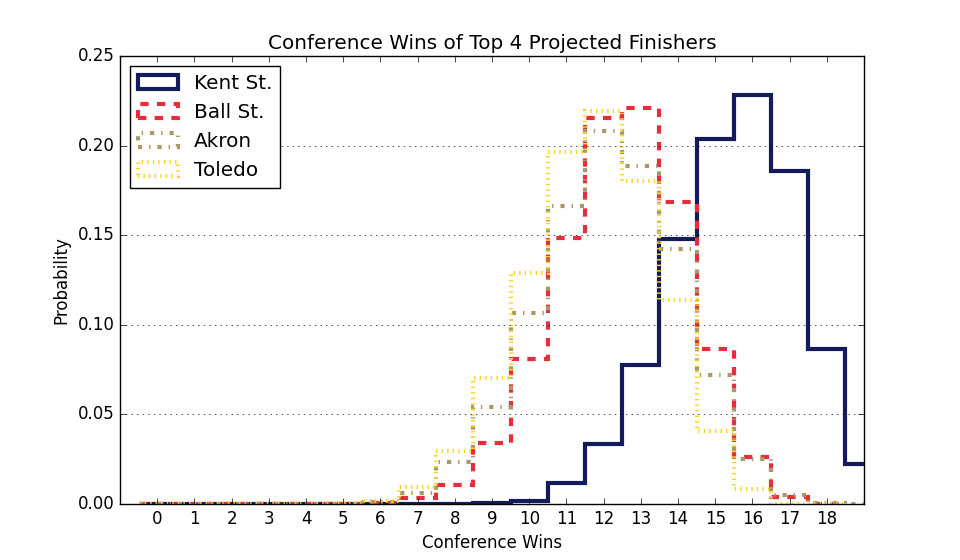 Conference Wins of Top 4 Projected Finishers
Kent St.
Ball St.
Akron
Toledo
0.25
0.20
0.15
0.10
0.05
0.00
Probability
0 1 2 3 4 5 6 7 8 9 10 11 12 13 14 15 16 17 18
Conference Wins